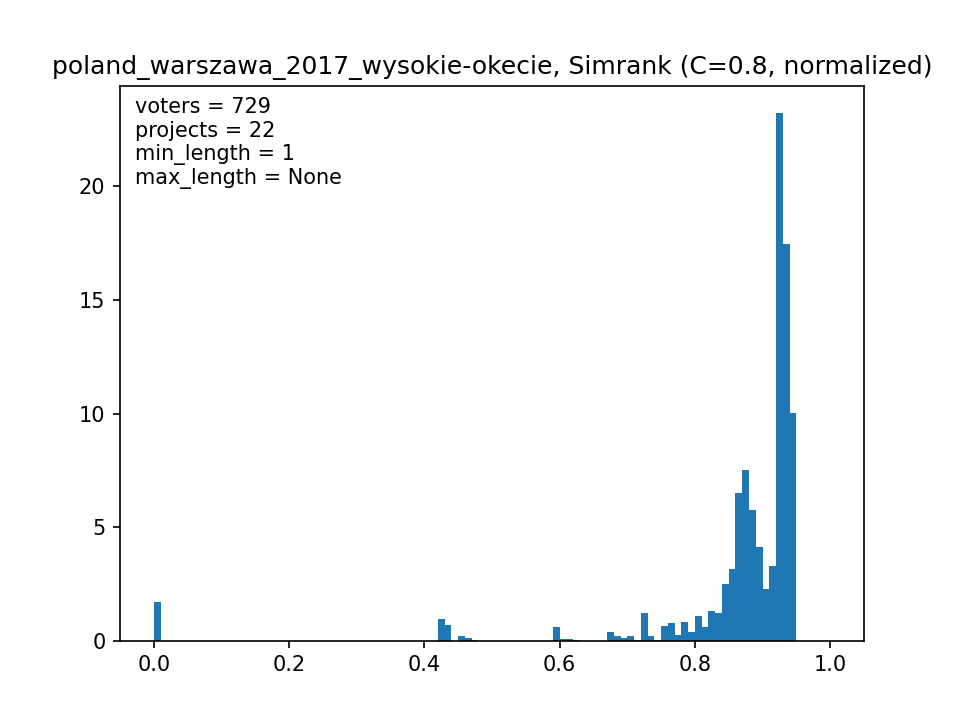 poland_warszawa_2017_wysokie-okecie, Simrank (C=0.8, normalized)
voters = 729
projects = 22
min_length = 1
max_length = None
20
15
10
5
0
0.0 0.2 0.4 0.6 0.8 1.0